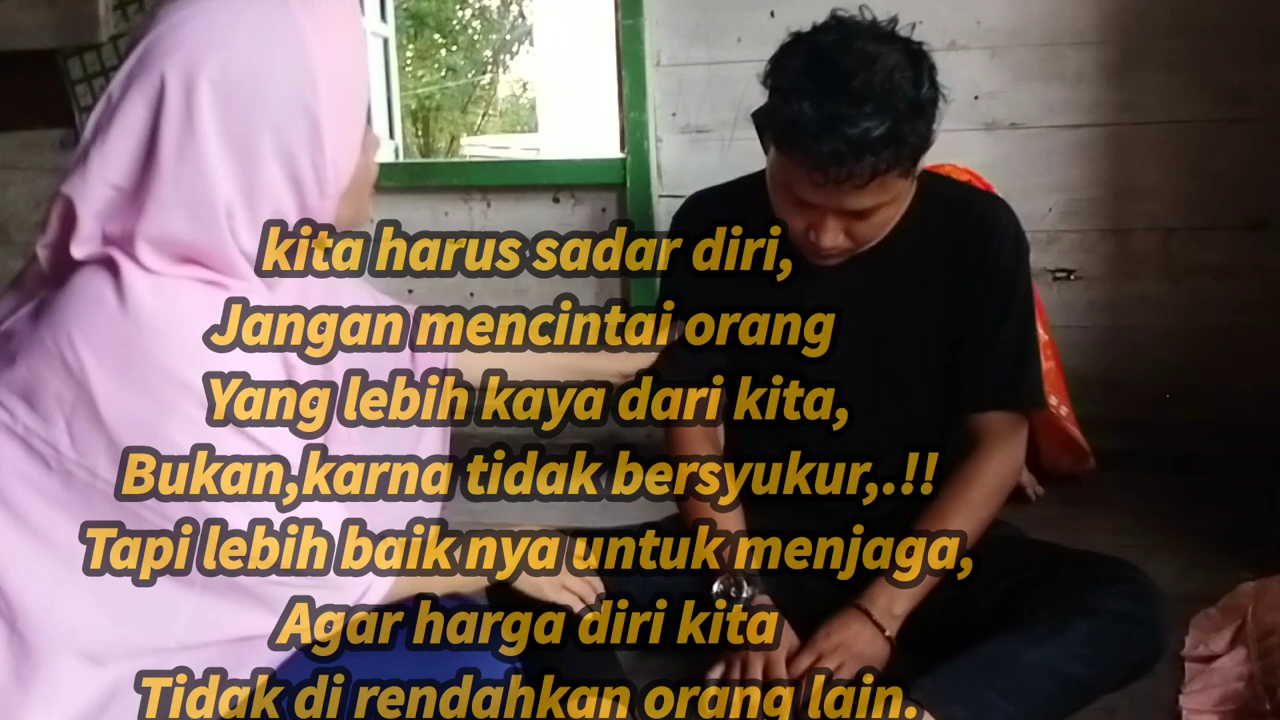 kita harus sadar diri,
Jangan mencintai orang
Yang lebih kaya dari kita,
Bukan,karna tidak bersyukur,.!!
Tapi lebih baik nya untuk menjaga,
Agar harga diri kita
Tidak di rendahkan orang lain.